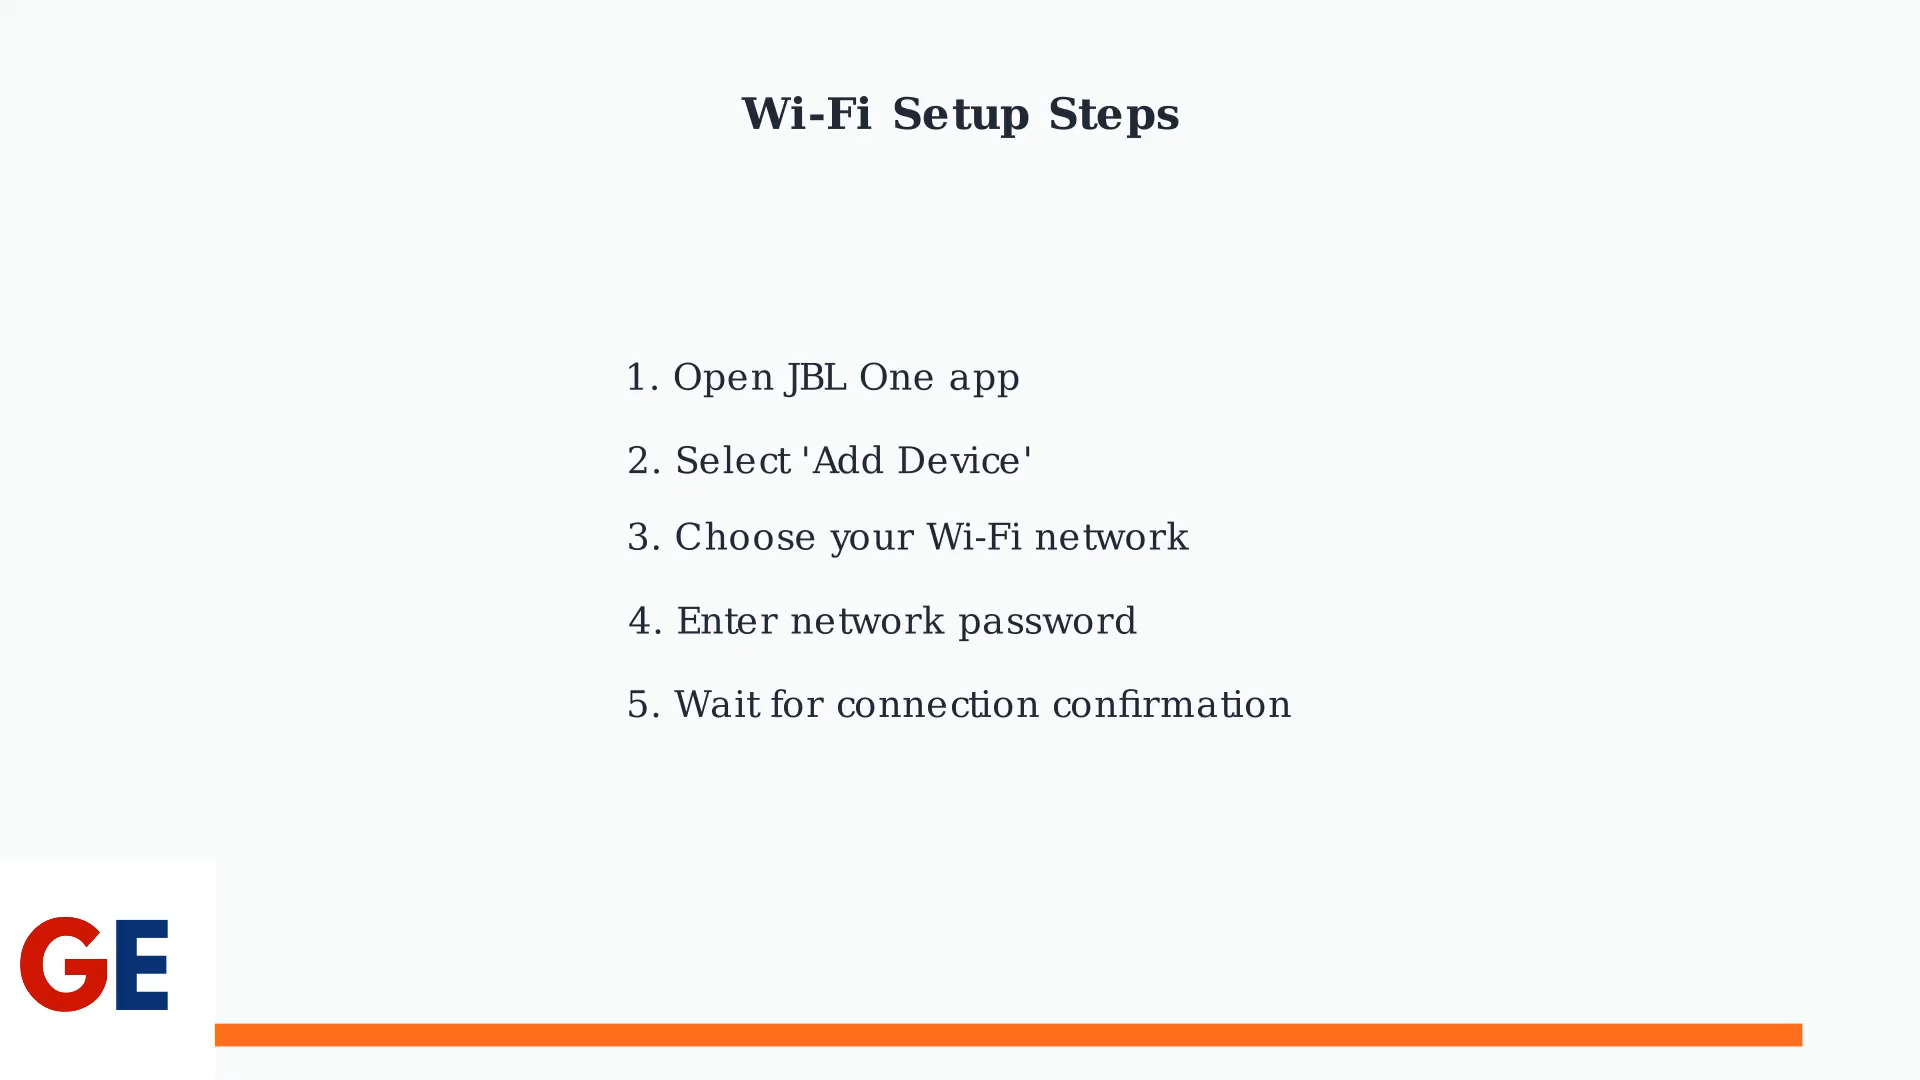 Wi-Fi Setup Steps
1. Open JBL One app
2. Select 'Add Device'
3. Choose your Wi-Fi network
4. Enter network password
5. Wait for connection confirmation
GE